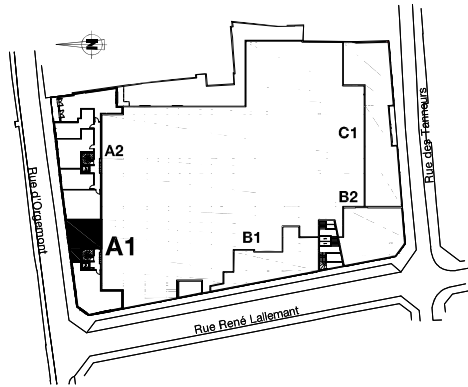 N
C1
A2
B2
B1
A1
Rue d'Orgemont
Rue des Tanneurs
Rue René Lallemant